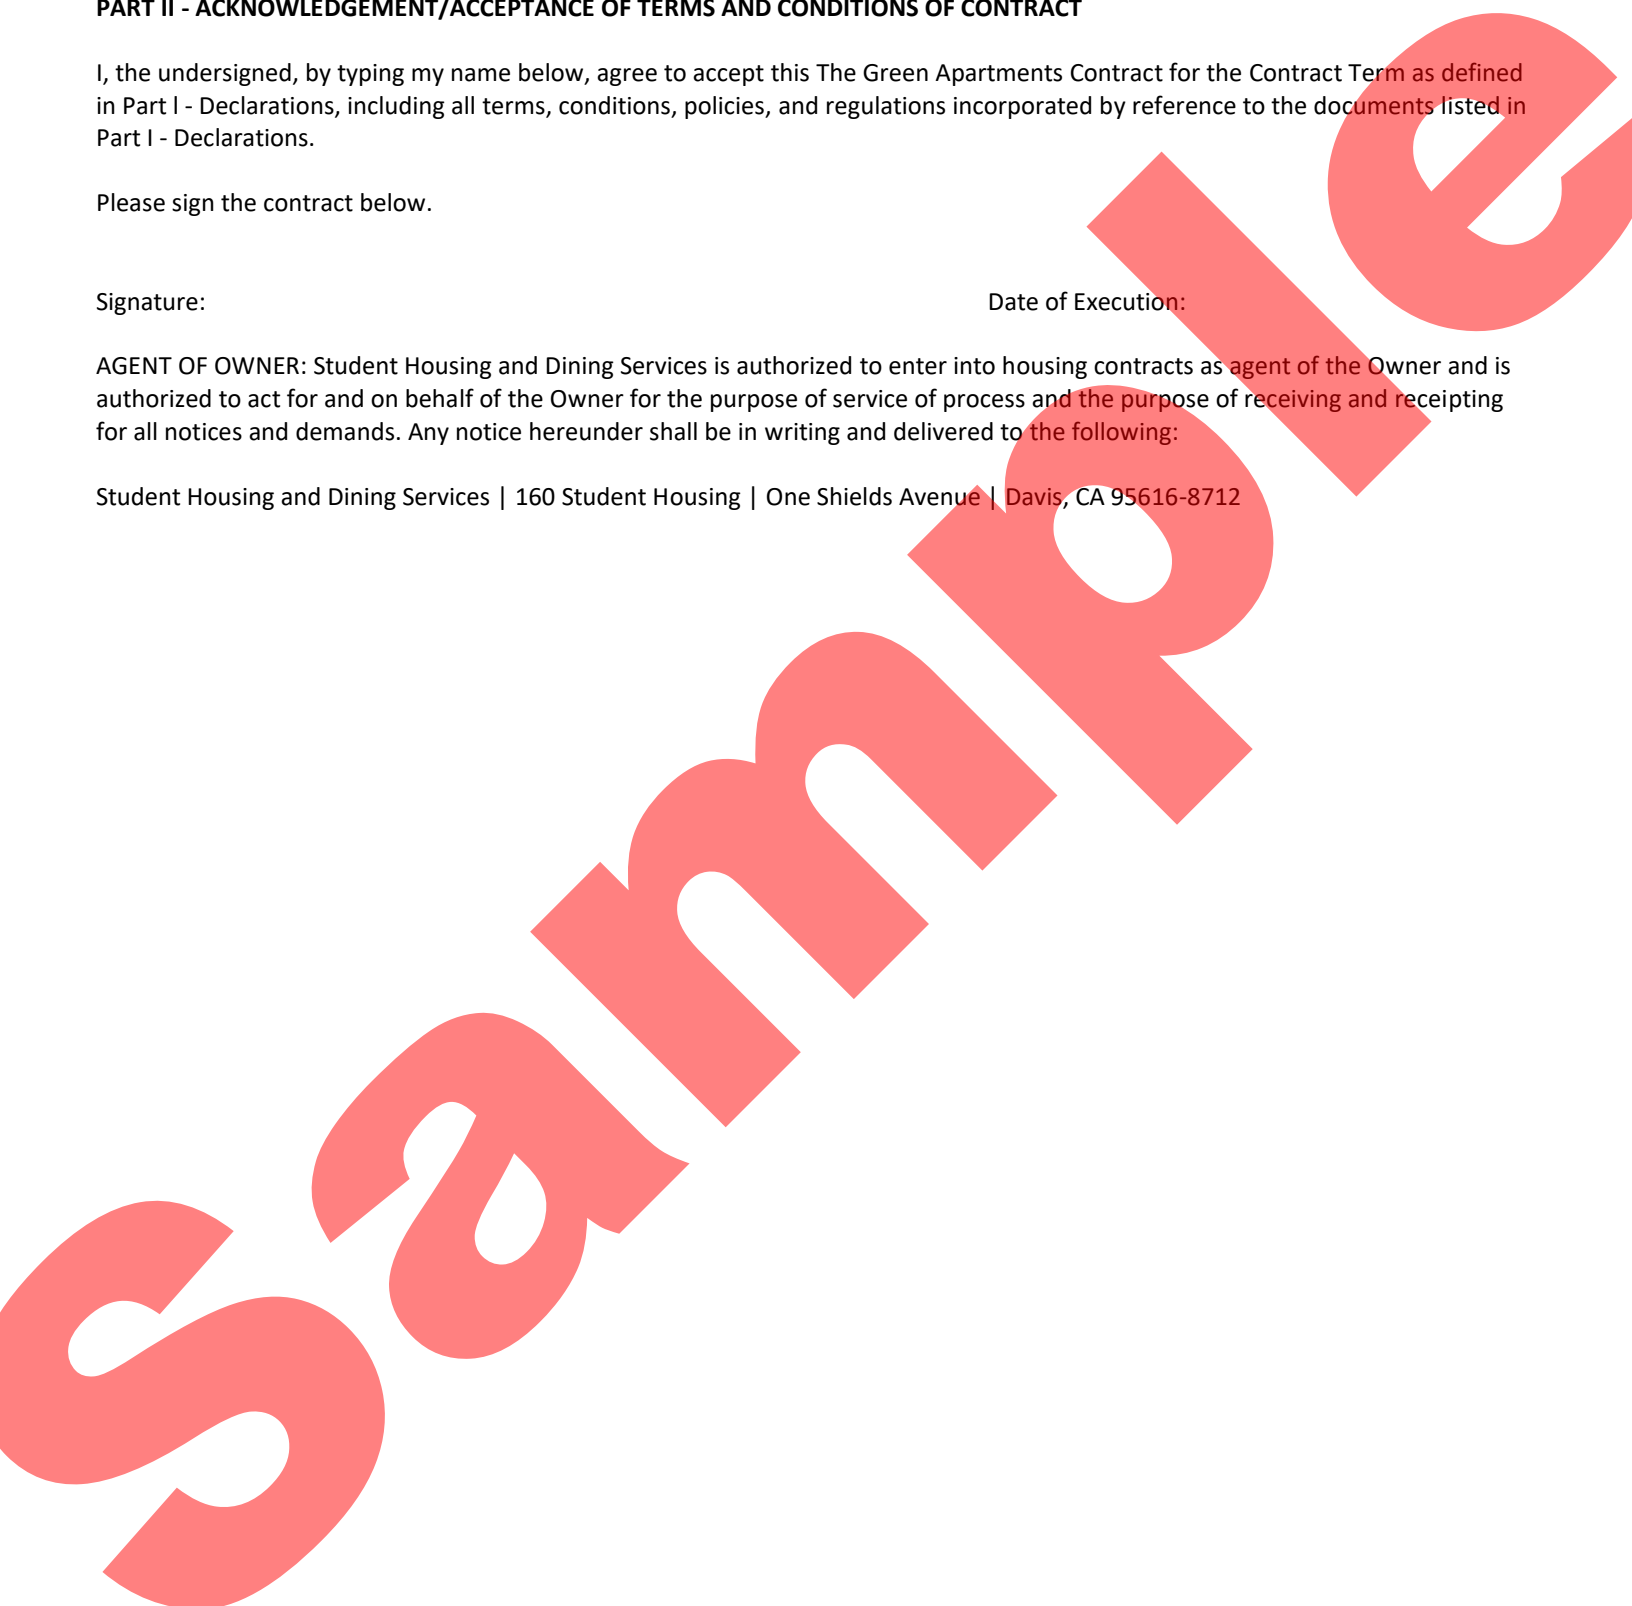 PART II - ACKNOWLEDGEMENT/ACCEPTANCE OF TERMS AND CONDITIONS OF CONTRACT
I, the undersigned, by typing my name below, agree to accept this The Green Apartments Contract for the Contract Term as defined
in Part l - Declarations, including all terms, conditions, policies, and regulations incorporated by reference to the documents listed in
Part I - Declarations.
Please sign the contract below.
Signature: Date of Execution:
AGENT OF OWNER: Student Housing and Dining Services is authorized to enter into housing contracts as agent of the Owner and is
authorized to act for and on behalf of the Owner for the purpose of service of process and the purpose of receiving and receipting
for all notices and demands. Any notice hereunder shall be in writing and delivered to the following:
Student Housing and Dining Services | 160 Student Housing | One Shields Avenue | Davis, CA 95616-8712
Sample